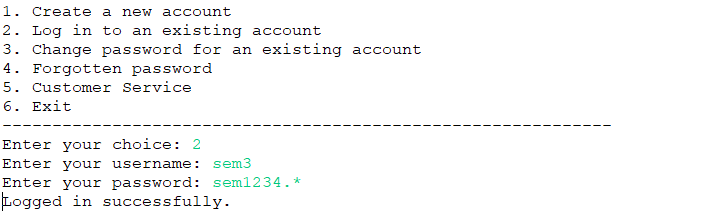 1. Create a new account
2. Log in to an existing account
3. Change password for an existing account
4. Forgotten password
5. Customer Service
6. Exit
-------------------------------------------------------------
Enter your choice: 2
Enter your username: sem3
Enter your password: sem1234.*
Logged in successfully.